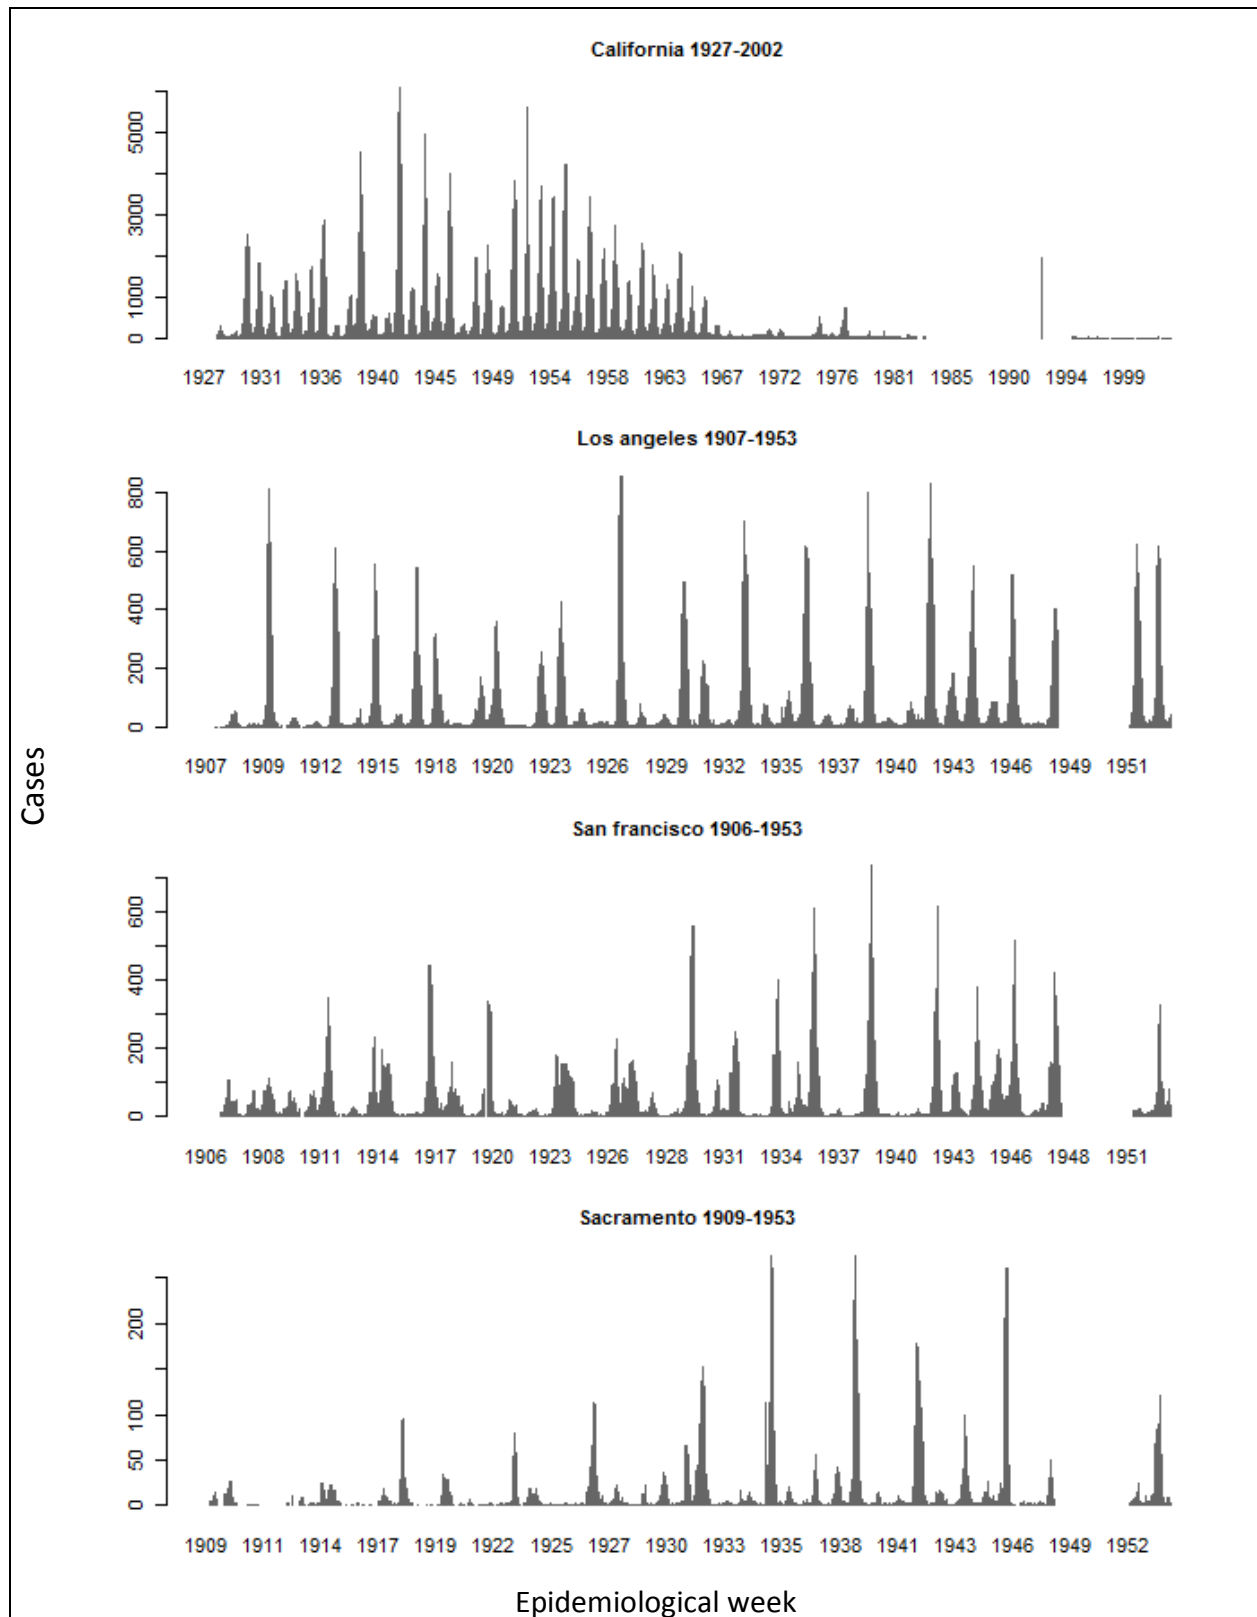 California 1927-2002
5000
3000
1000
0
1927 1931 1936 1940 1945 1949 1954 1958 1963 1967 1972 1976 1981 1985 1990 1994 1999
Los angeles 1907-1953
800
600
400
200
0
1907 1909 1912 1915 1918 1920 1923 1926 1929 1932 1935 1937 1940 1943 1946 1949 1951
Cases
San francisco 1906-1953
600
400
200
0
1906 1908 1911 1914 1917 1920 1923 1926 1928 1931 1934 1937 1940 1943 1946 1948 1951
Sacramento 1909-1953
200
100
50
0
1909 1911 1914 1917 1919 1922 1925 1927 1930 1933 1935 1938 1941 1943 1946 1949 1952
Epidemiological week